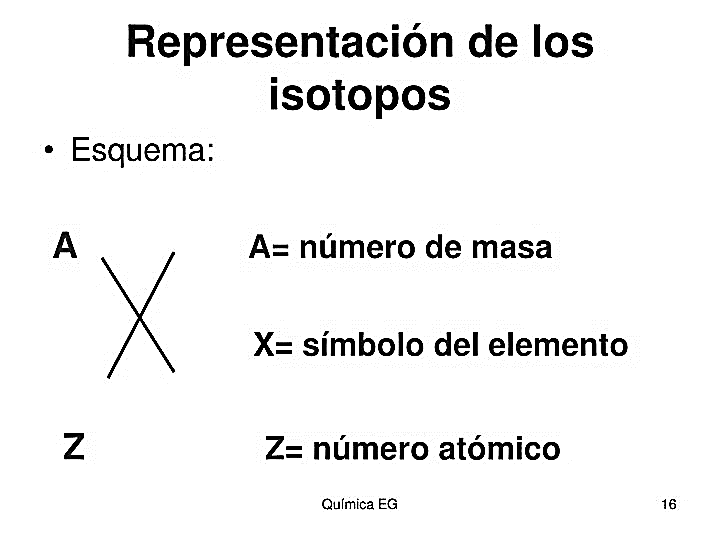 Representación de los
isotopos
• Esquema:
A
A= número de masa
X
X= símbolo del elemento
Z
Z= número atómico
Química EG
16